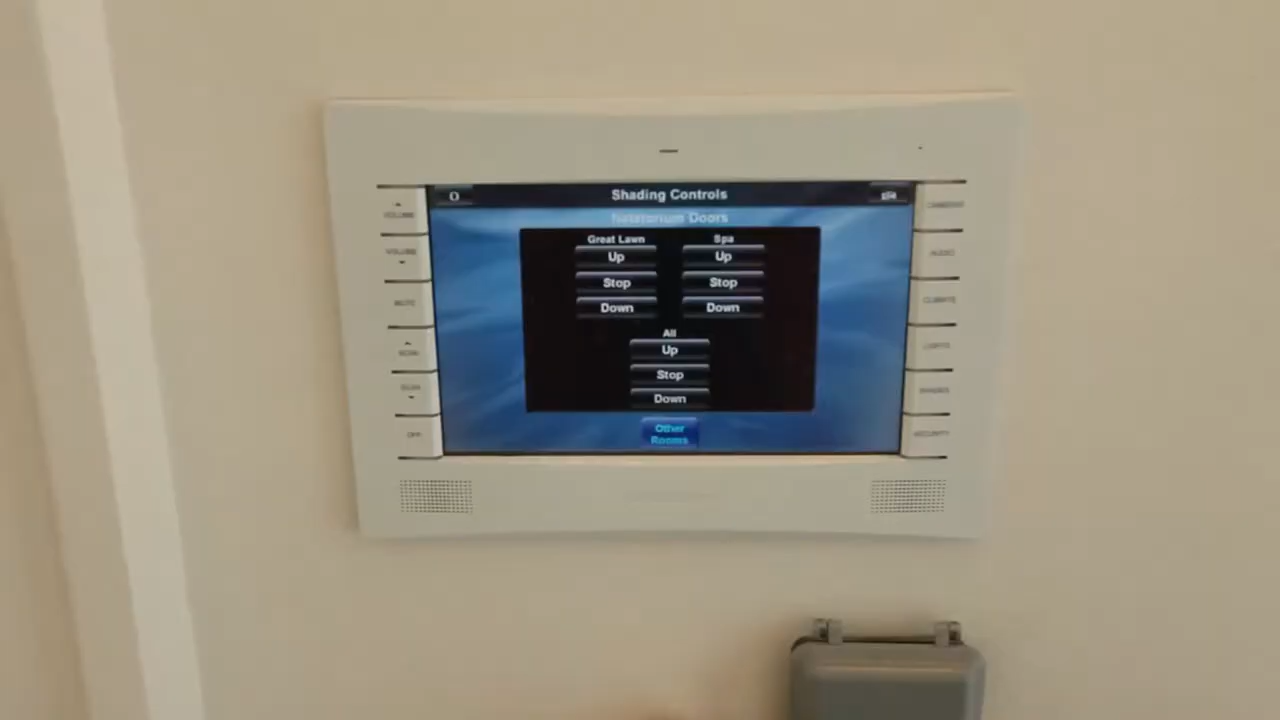 Shading Controls
Natatorium Doors
Great Lawn Spa
Up Up
Stop Stop
Down Down
All
Up
Stop
Down
Other
Rooms
VOLUME
VOLUME
MUTE
SCAN
SCAN
OFF
CAMERAS
AUDIO
CLIMATE
LIGHTS
SHADES
SECURITY